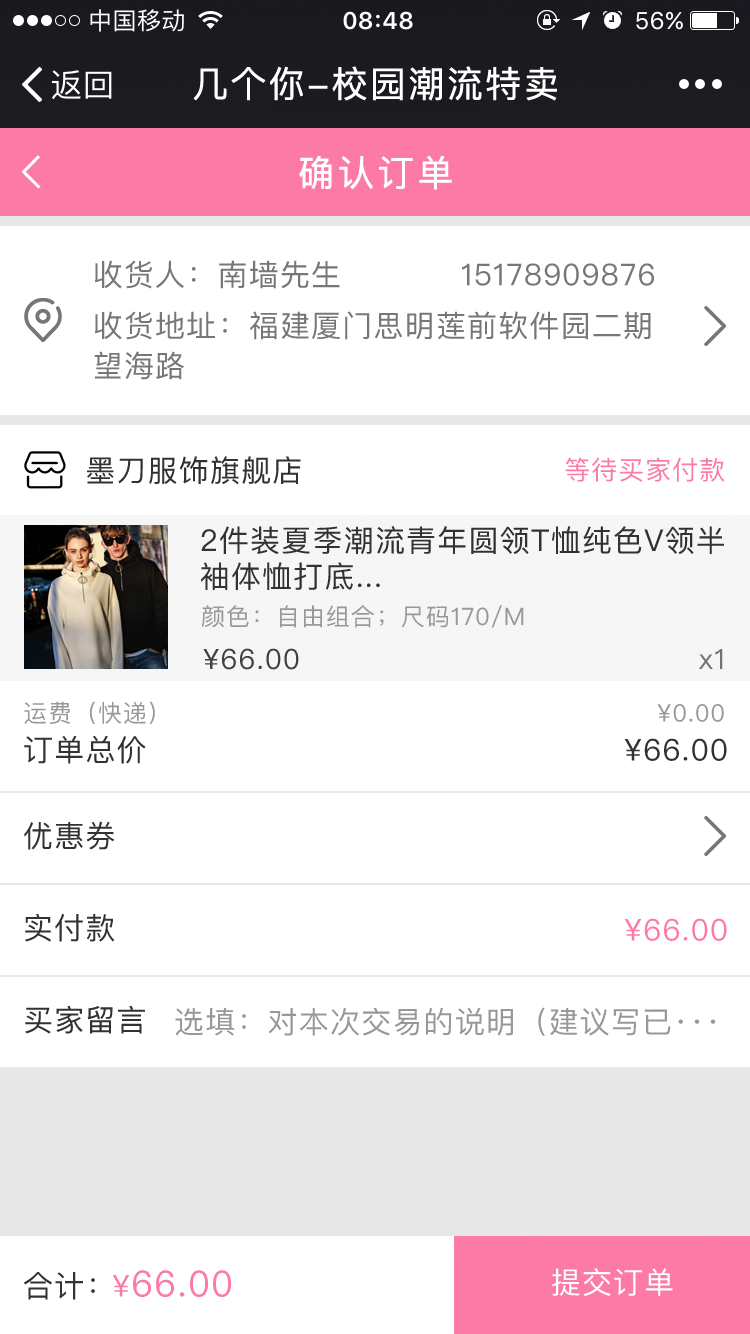 中国移动 08:48 56%
返回 几个你-校园潮流特卖
确认订单
收货人：南墙先生 15178909876
收货地址：福建厦门思明莲前软件园二期
望海路
墨刀服饰旗舰店 等待买家付款
2件装夏季潮流青年圆领T恤纯色V领半
袖体恤打底...
颜色：自由组合；尺码170/M
¥66.00 x1
运费（快递） ¥0.00
订单总价 ¥66.00
优惠券
实付款 ¥66.00
买家留言 选填：对本次交易的说明（建议写已···
合计：¥66.00 提交订单